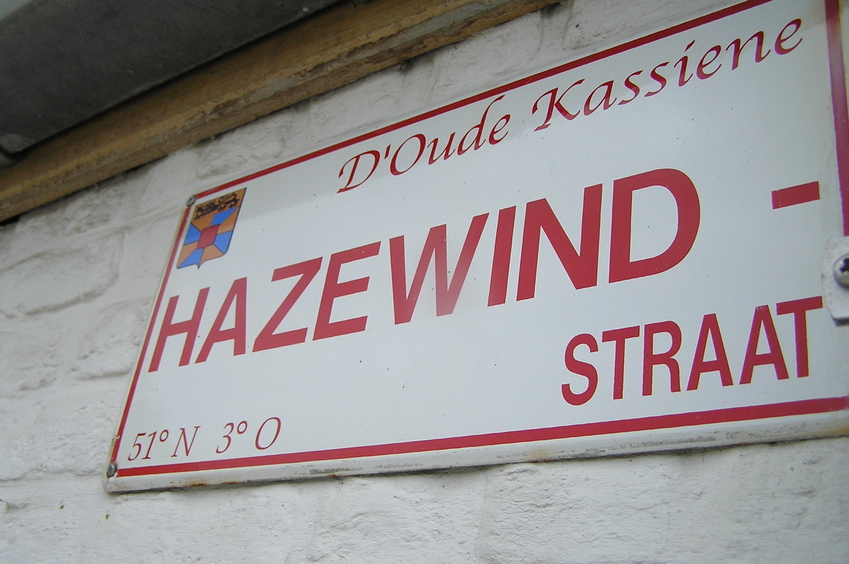 D'Oude Kassiene
HAZEWIND -
STRAAT
51° N 3° O